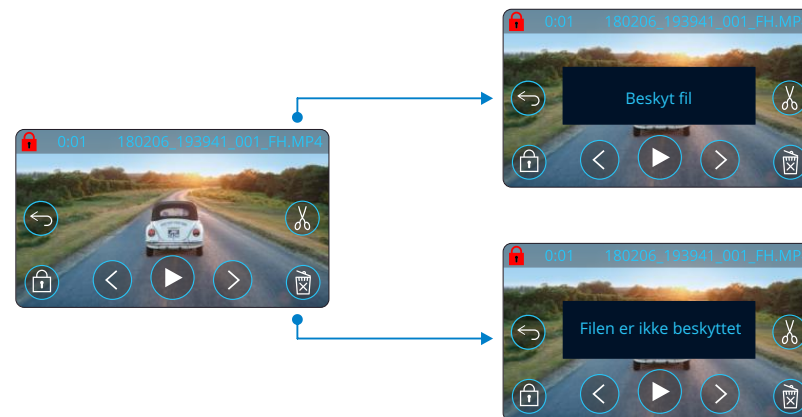 0:01 180206_193941_001_FH.MP4
0:01 180206_193941_001_FH.MP
Beskyt fil
0:01 180206_193941_001_FH.MP
Filen er ikke beskyttet